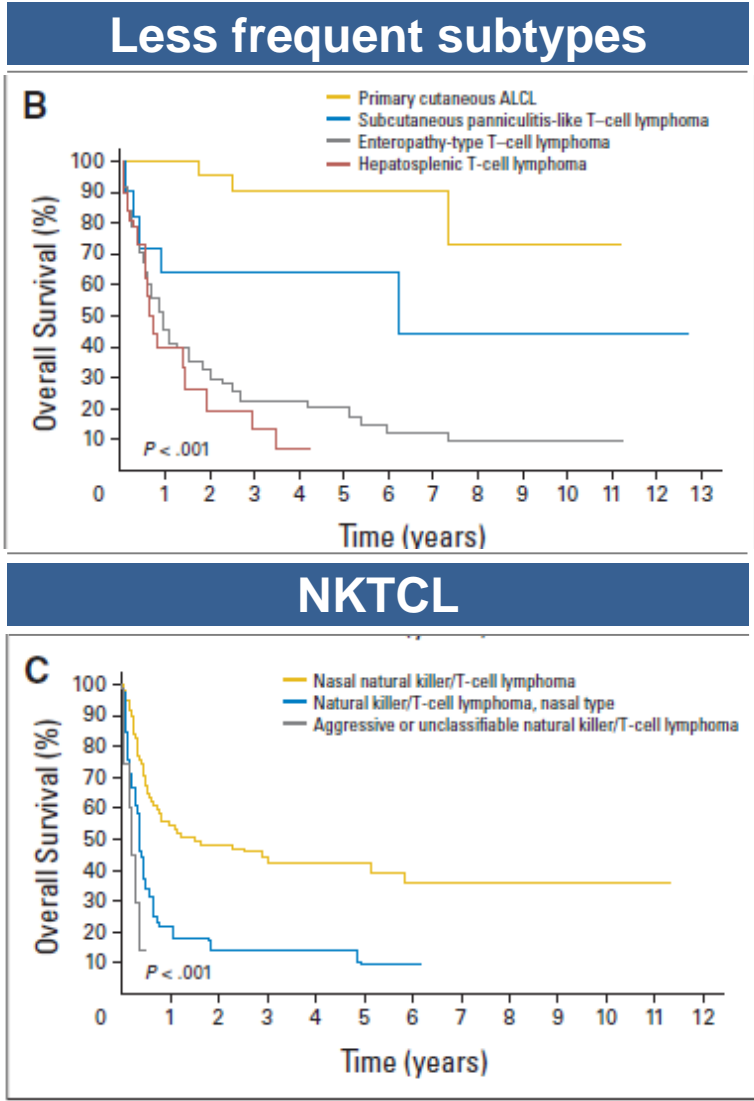 Less frequent subtypes
B
Primary cutaneous ALCL
Subcutaneous panniculitis-like T–cell lymphoma
Enteropathy-type T–cell lymphoma
Hepatosplenic T-cell lymphoma
Overall Survival (%)
100
90
80
70
60
50
40
30
20
10
P < .001
0 1 2 3 4 5 6 7 8 9 10 11 12 13
Time (years)
NKTCL
C
Nasal natural killer/T-cell lymphoma
Natural killer/T-cell lymphoma, nasal type
Aggressive or unclassifiable natural killer/T-cell lymphoma
Overall Survival (%)
100
90
80
70
60
50
40
30
20
10
P < .001
0 1 2 3 4 5 6 7 8 9 10 11 12
Time (years)